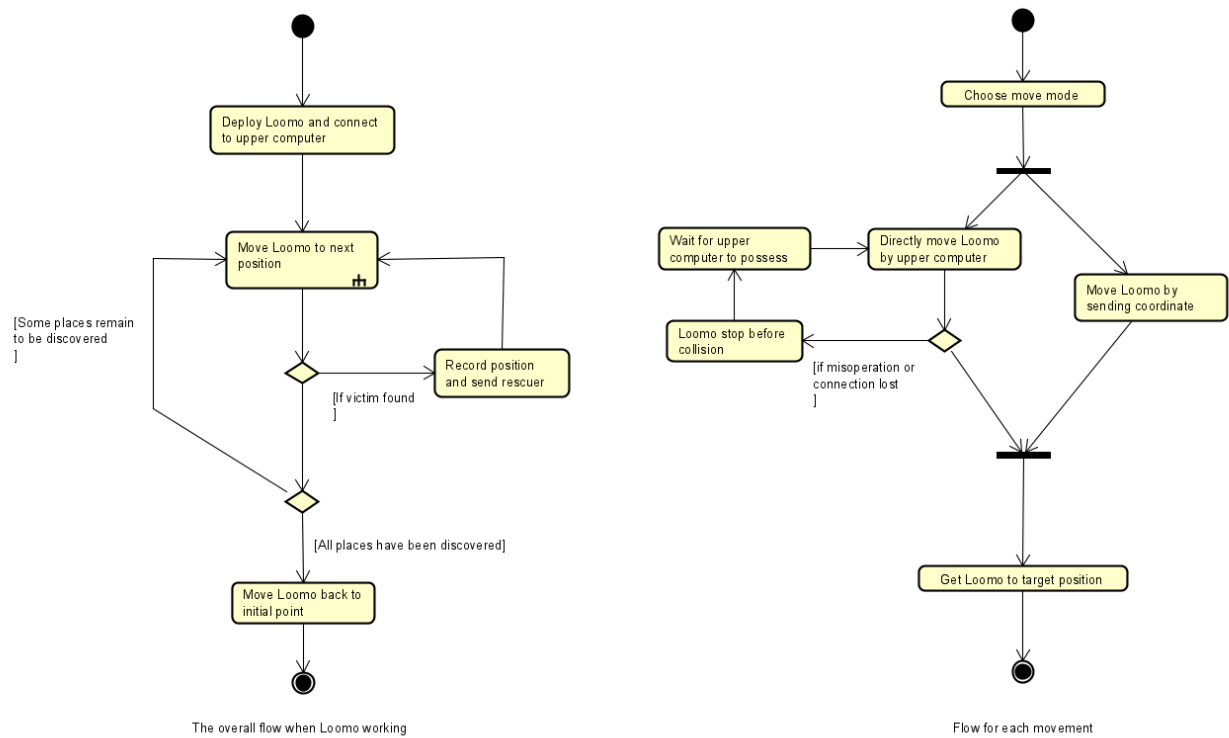 Deploy Loomo and connect
to upper computer
Move Loomo to next
position
[Some places remain
to be discovered
]
Record position
and send rescuer
[If victim found
]
[All places have been discovered]
Move Loomo back to
initial point
The overall flow when Loomo working
Choose move mode
Wait for upper
computer to possess
Directly move Loomo
by upper computer
Move Loomo by
sending coordinate
Loomo stop before
collision
[if misoperation or
connection lost
]
Get Loomo to target position
Flow for each movement